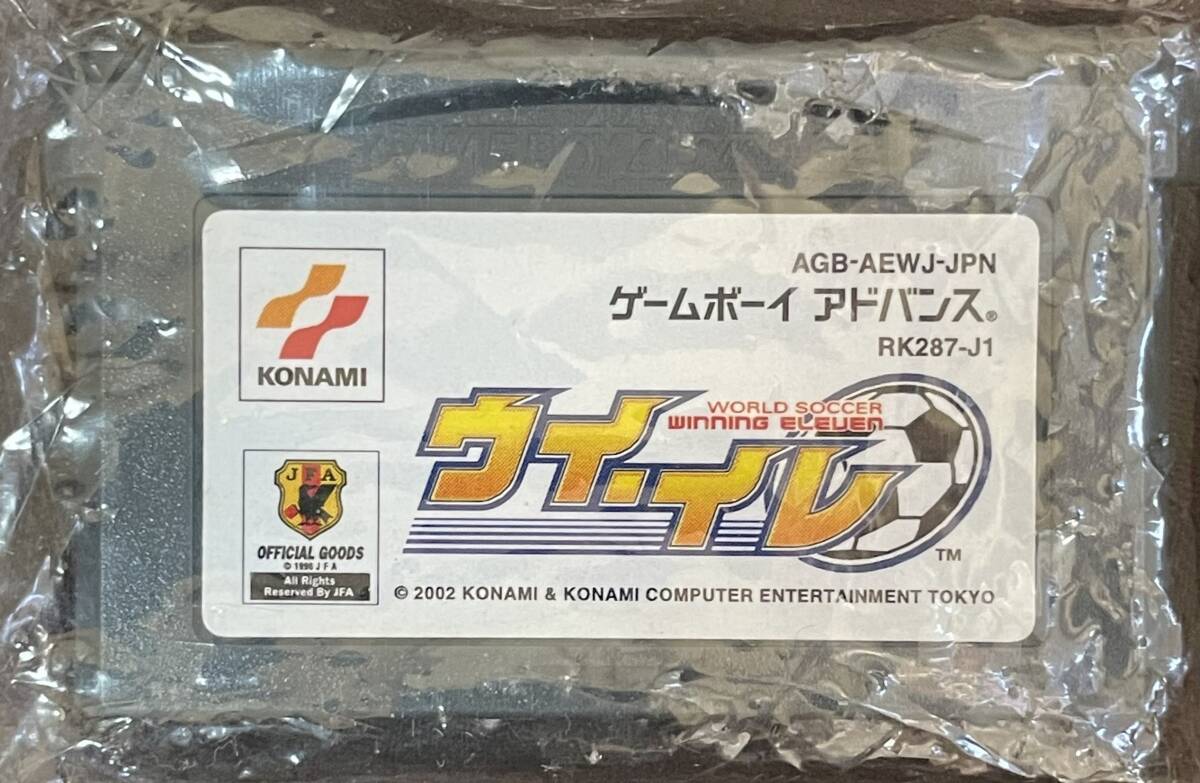 KONAMI
AGB-AEWJ-JPN
ゲームボーイ アドバンス®
RK287-J1
WORLD SOCCER
WINNING ELEVEN
ウイ.イレ
TM
JFA
OFFICIAL GOODS
© 1996 JFA
All Rights
Reserved By JFA
© 2002 KONAMI & KONAMI COMPUTER ENTERTAINMENT TOKYO